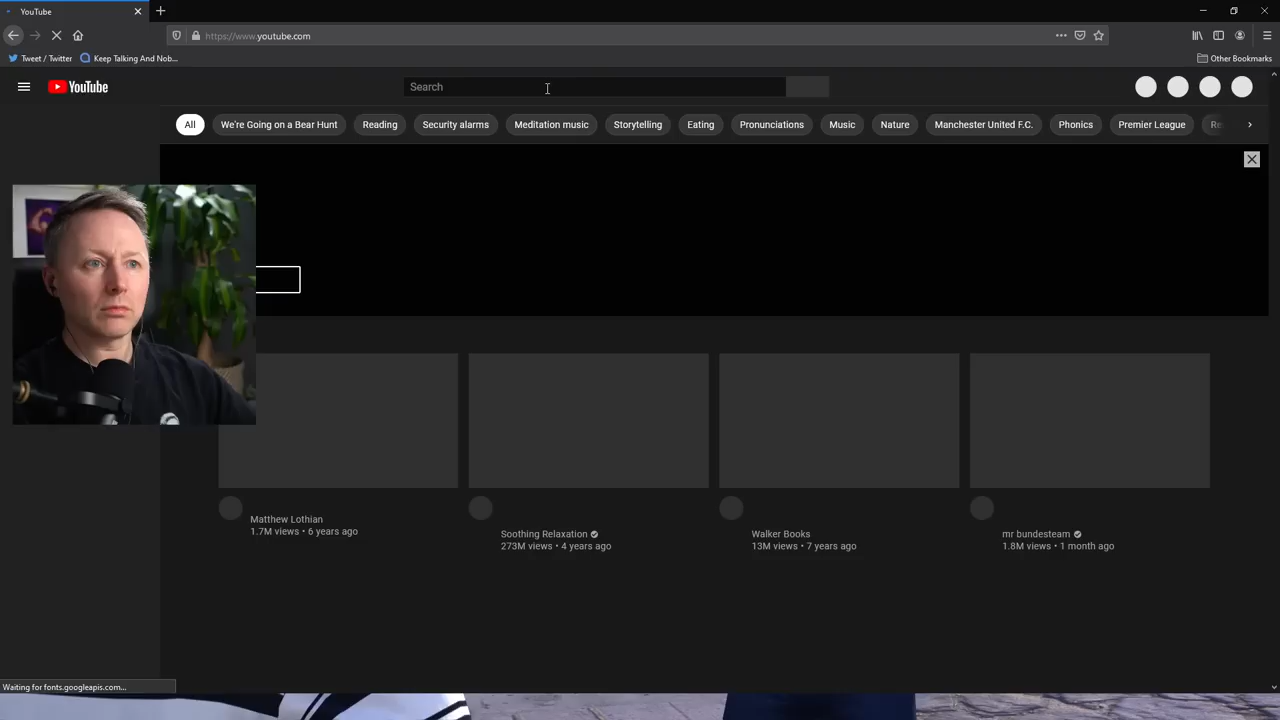 YouTube
https://www.youtube.com
Tweet / Twitter
Keep Talking And Nob...
Other Bookmarks
YouTube
Search
All
We're Going on a Bear Hunt
Reading
Security alarms
Meditation music
Storytelling
Eating
Pronunciations
Music
Nature
Manchester United F.C.
Phonics
Premier League
Re
Matthew Lothian
1.7M views • 6 years ago
Soothing Relaxation
273M views • 4 years ago
Walker Books
13M views • 7 years ago
mr bundesteam
1.8M views • 1 month ago
Waiting for fonts.googleapis.com...